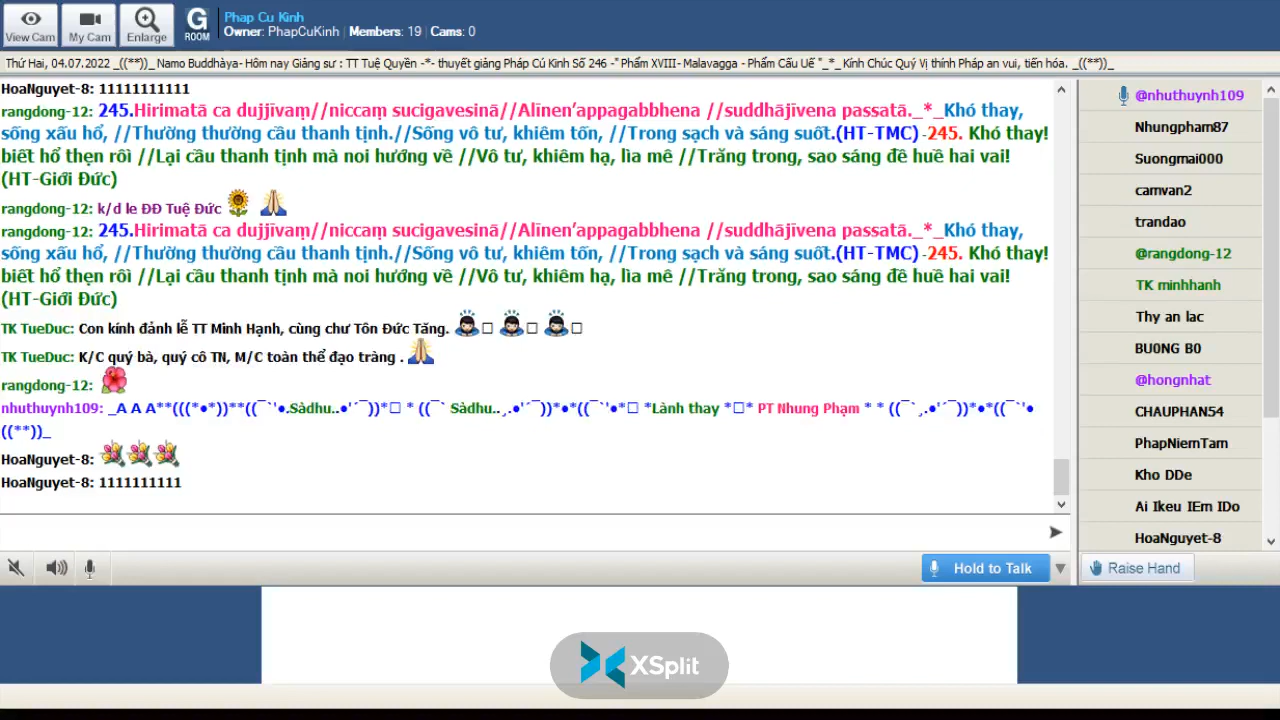 View Cam
My Cam
Enlarge
G
ROOM
Phap Cu Kinh
Owner: PhapCuKinh | Members: 19 | Cams: 0
Thứ Hai, 04.07.2022 _((**))_ Namo Buddhàya- Hôm nay Giảng sư : TT Tuệ Quyền -*- thuyết giảng Pháp Cú Kinh Số 246 -" Phẩm XVIII- Malavagga - Phẩm Cấu Uế "_*_ Kính Chúc Quý Vị thính Pháp an vui, tiến hóa. _((**))_
HoaNguyet-8: 11111111111
rangdong-12: 245.Hirimatā ca dujjīvaṃ//niccaṃ sucigavesinā//Alīnen’appagabbhena //suddhājīvena passatā._*_Khó thay,
sống xấu hổ, //Thường thường cầu thanh tịnh.//Sống vô tư, khiêm tốn, //Trong sạch và sáng suốt.(HT-TMC) -245. Khó thay!
biết hổ thẹn rồi //Lại cầu thanh tịnh mà noi hướng về //Vô tư, khiêm hạ, lìa mê //Trăng trong, sao sáng đề huề hai vai!
(HT-Giới Đức)
rangdong-12: k/d le ĐĐ Tuệ Đức
rangdong-12: 245.Hirimatā ca dujjīvaṃ//niccaṃ sucigavesinā//Alīnen’appagabbhena //suddhājīvena passatā._*_Khó thay,
sống xấu hổ, //Thường thường cầu thanh tịnh.//Sống vô tư, khiêm tốn, //Trong sạch và sáng suốt.(HT-TMC) -245. Khó thay!
biết hổ thẹn rồi //Lại cầu thanh tịnh mà noi hướng về //Vô tư, khiêm hạ, lìa mê //Trăng trong, sao sáng đề huề hai vai!
(HT-Giới Đức)
TK TueDuc: Con kính đảnh lễ TT Minh Hạnh, cùng chư Tôn Đức Tăng.
TK TueDuc: K/C quý bà, quý cô TN, M/C toàn thể đạo tràng .
rangdong-12:
nhuthuynh109: _A A A**(((*•*))**((¯`'•.Sàdhu..•'´¯))*□ * ((¯` Sàdhu..¸.•'´¯))*•*((¯`'•*□ *Lành thay *□* PT Nhung Phạm * * ((¯`¸.•'´¯))*•*((¯`'•
((**))_
HoaNguyet-8:
HoaNguyet-8: 1111111111
@nhuthuynh109
Nhungpham87
Suongmai000
camvan2
trandao
@rangdong-12
TK minhhanh
Thy an lac
BU0NG B0
@hongnhat
CHAUPHAN54
PhapNiemTam
Kho DDe
Ai Ikeu IEm IDo
HoaNguyet-8
Hold to Talk
Raise Hand
XSplit